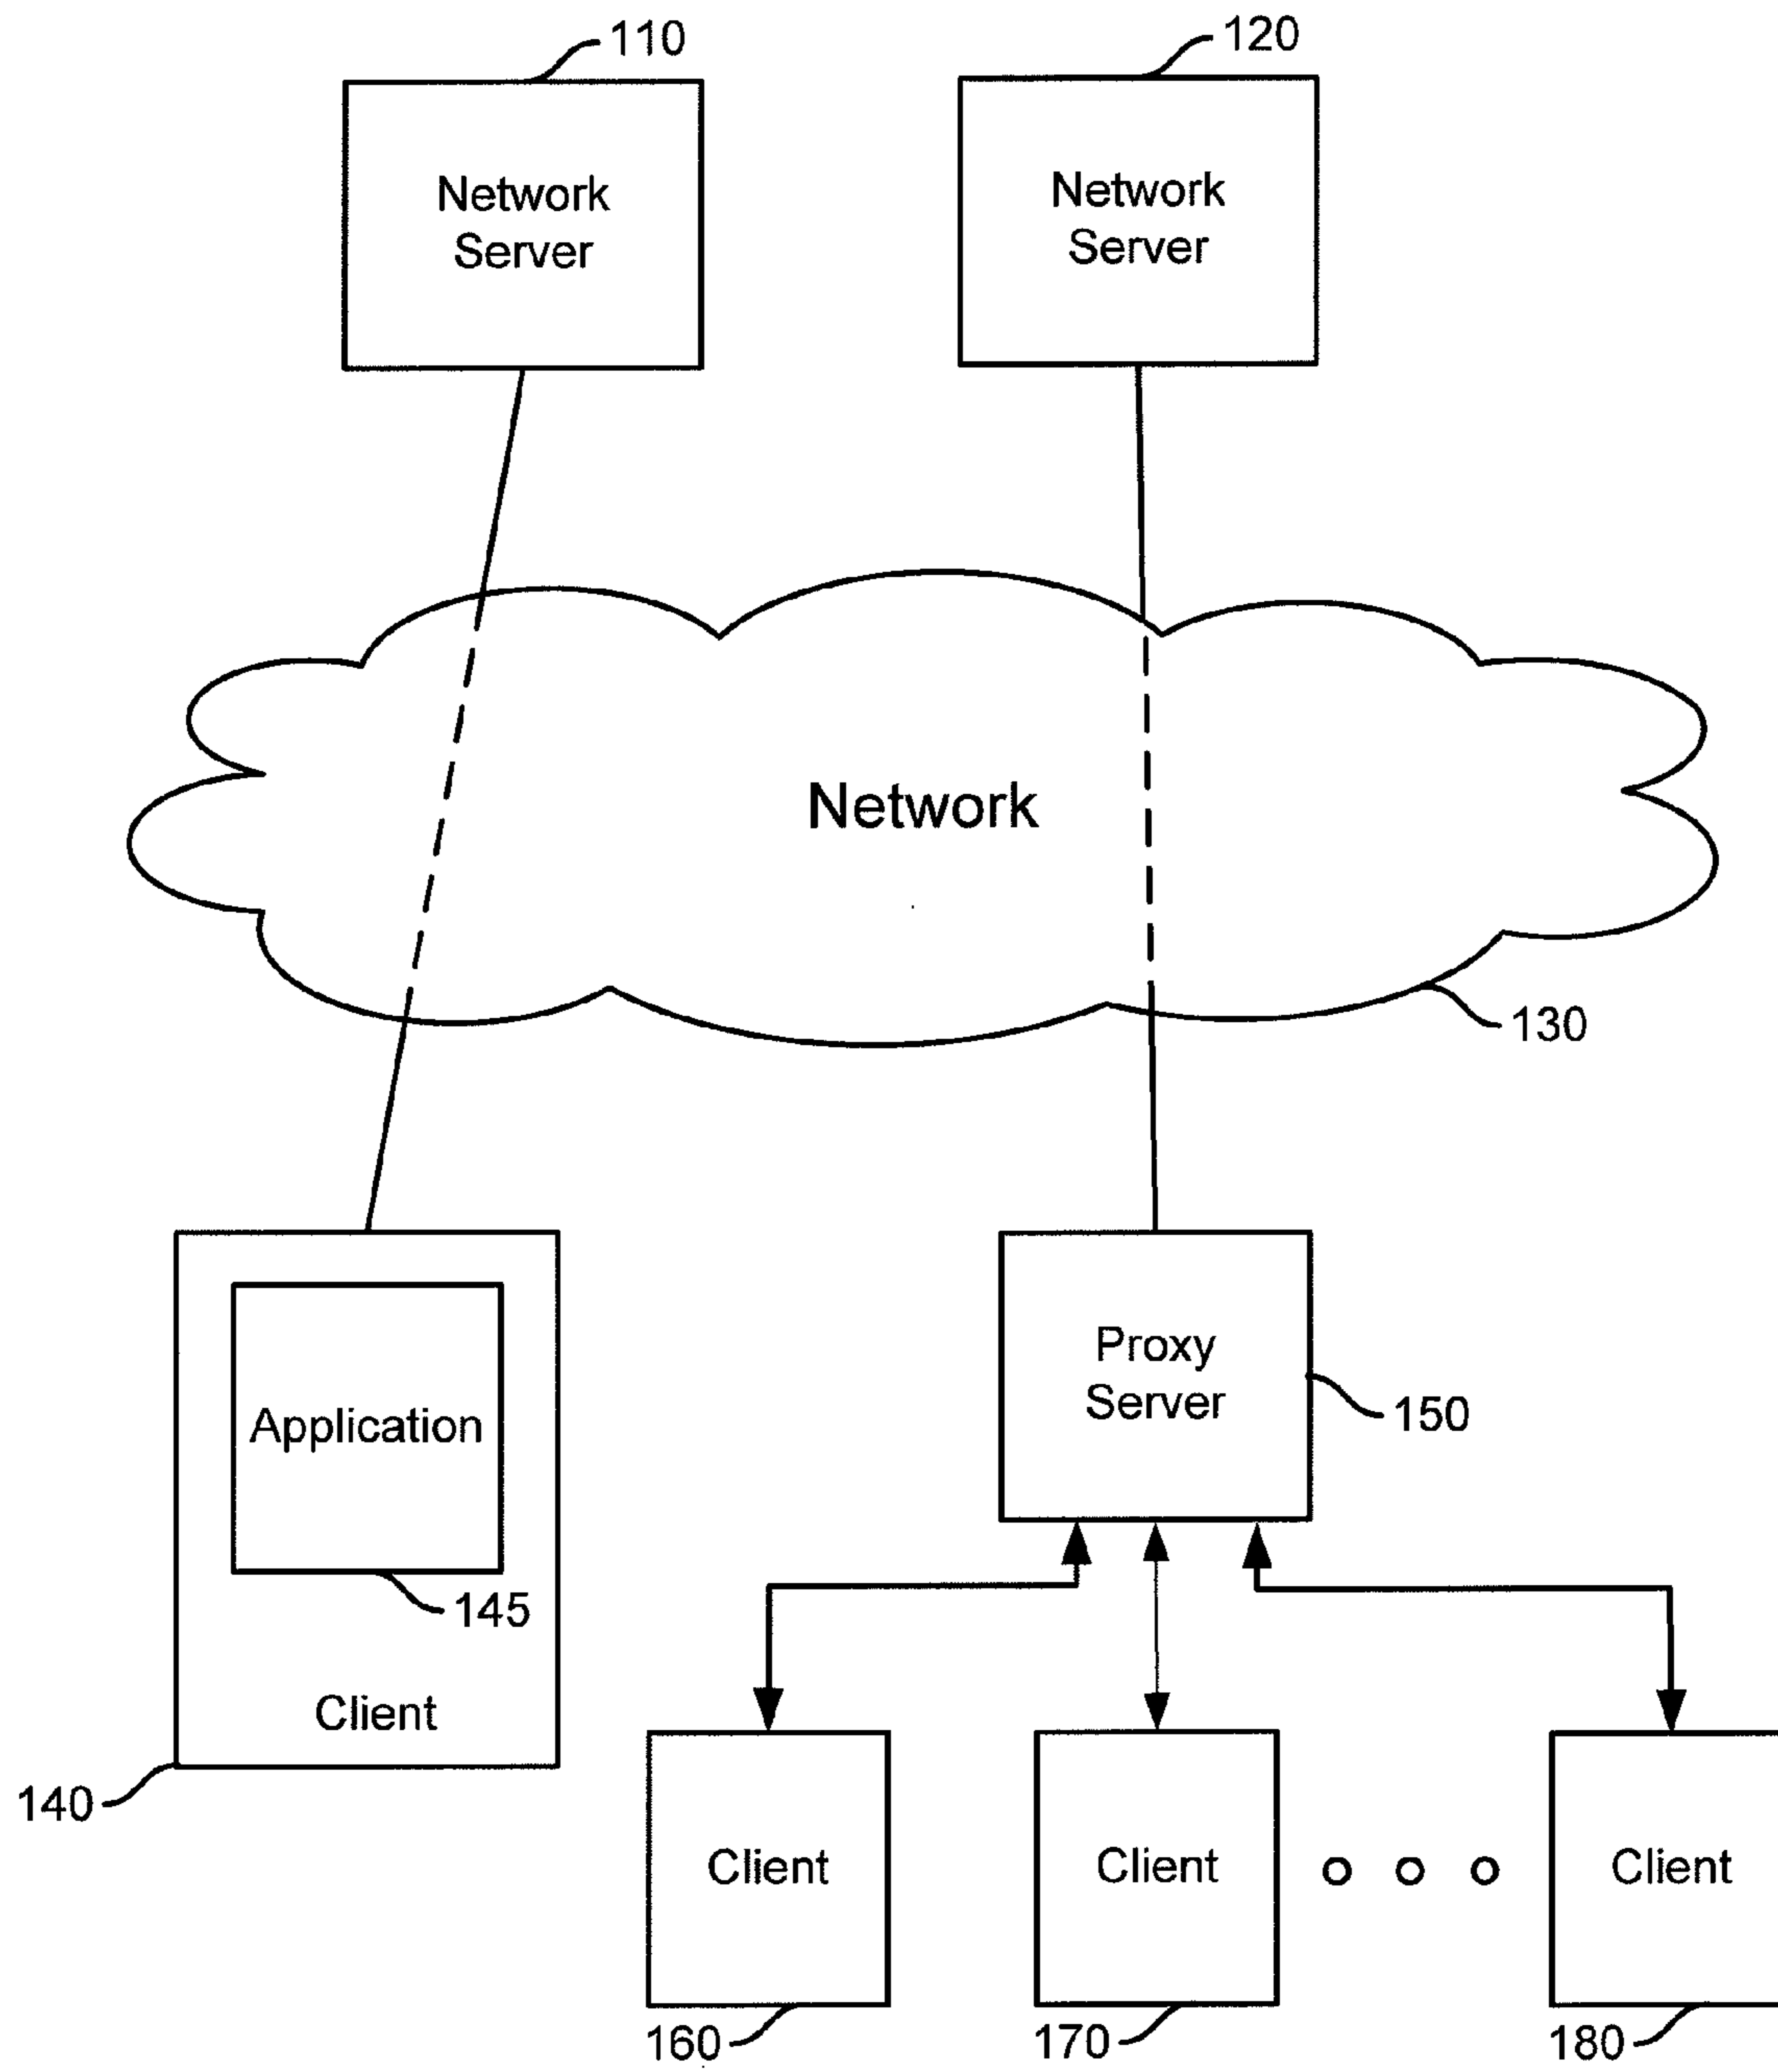 110
120
Network
Server
Network
Server
Network
130
Proxy
Server
150
Application
145
Client
140
Client
Client
Client
160
170
180